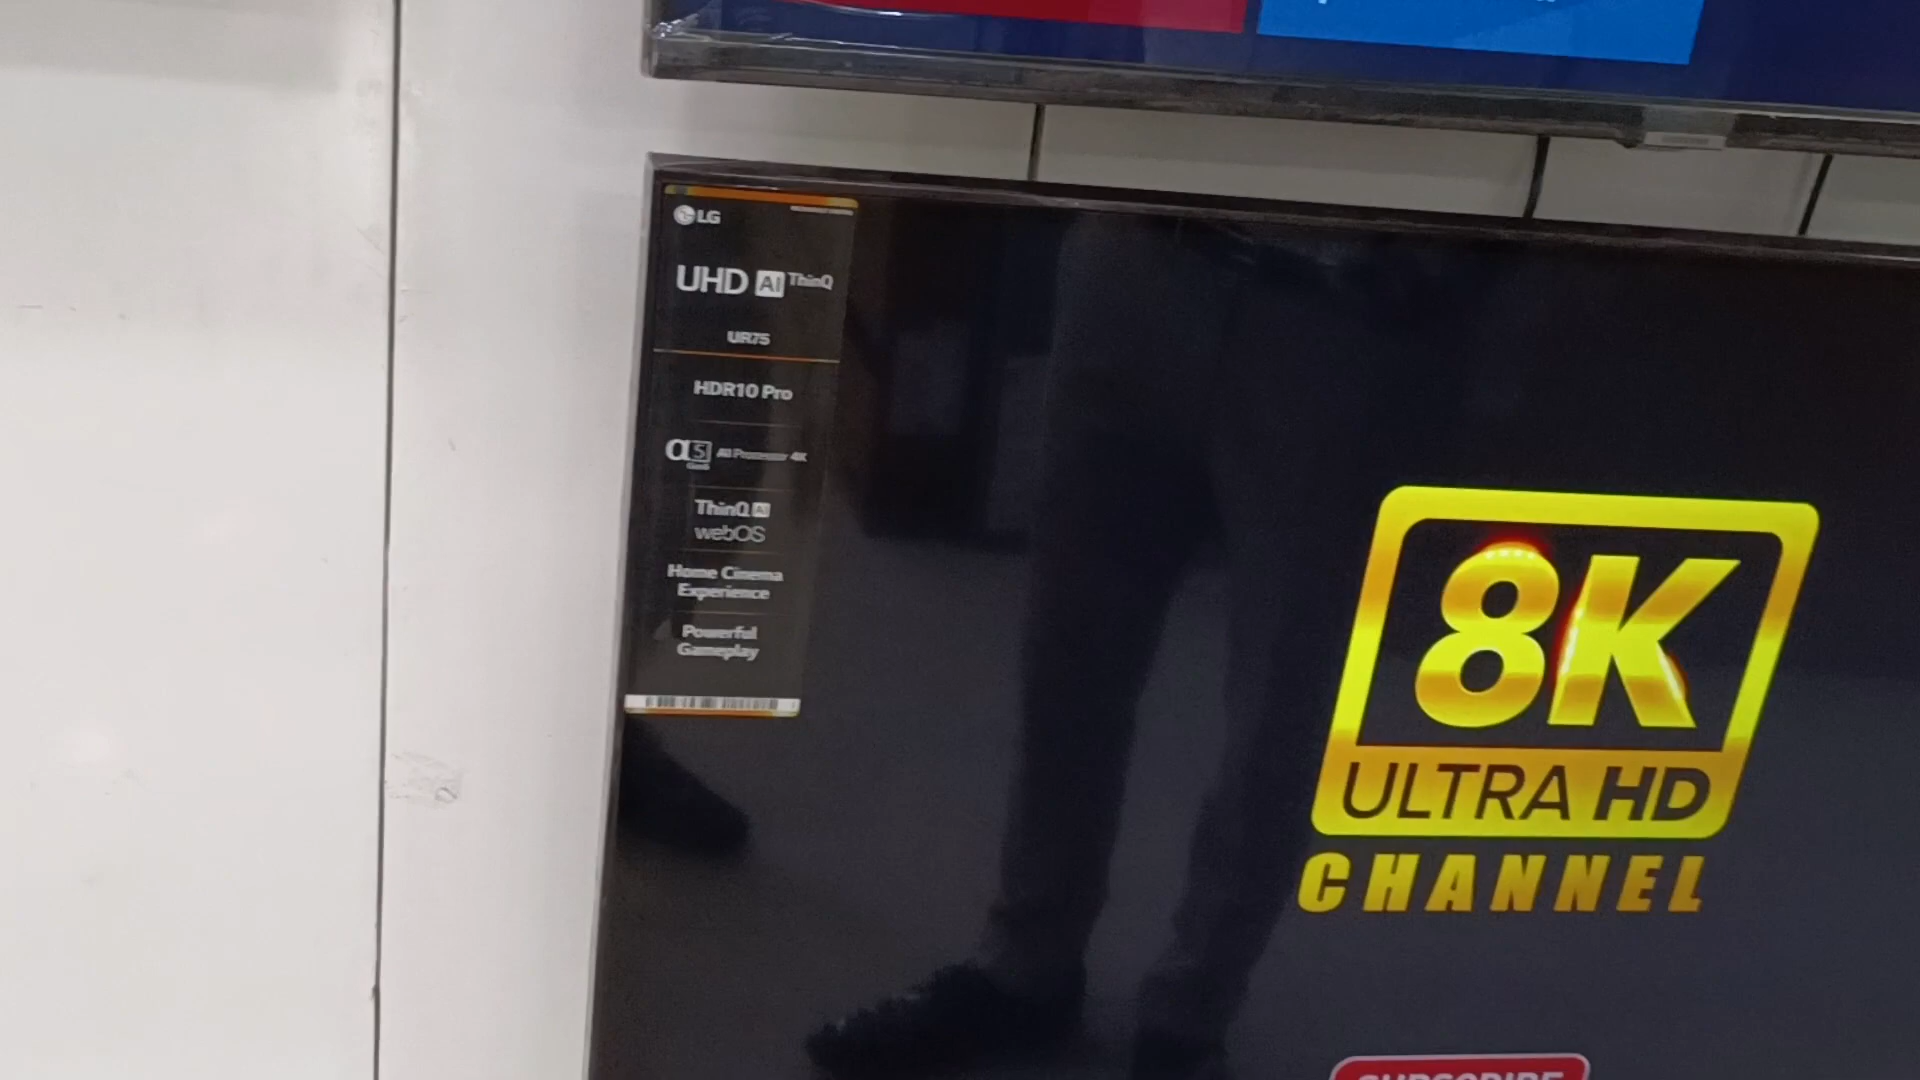 LG
UHD AI ThinQ
UR75
HDR10 Pro
α5 AI Processor 4K
ThinQ AI
webOS
Home Cinema
Experience
Powerful
Gameplay
8K
ULTRA HD
CHANNEL
SUBSCRIBE